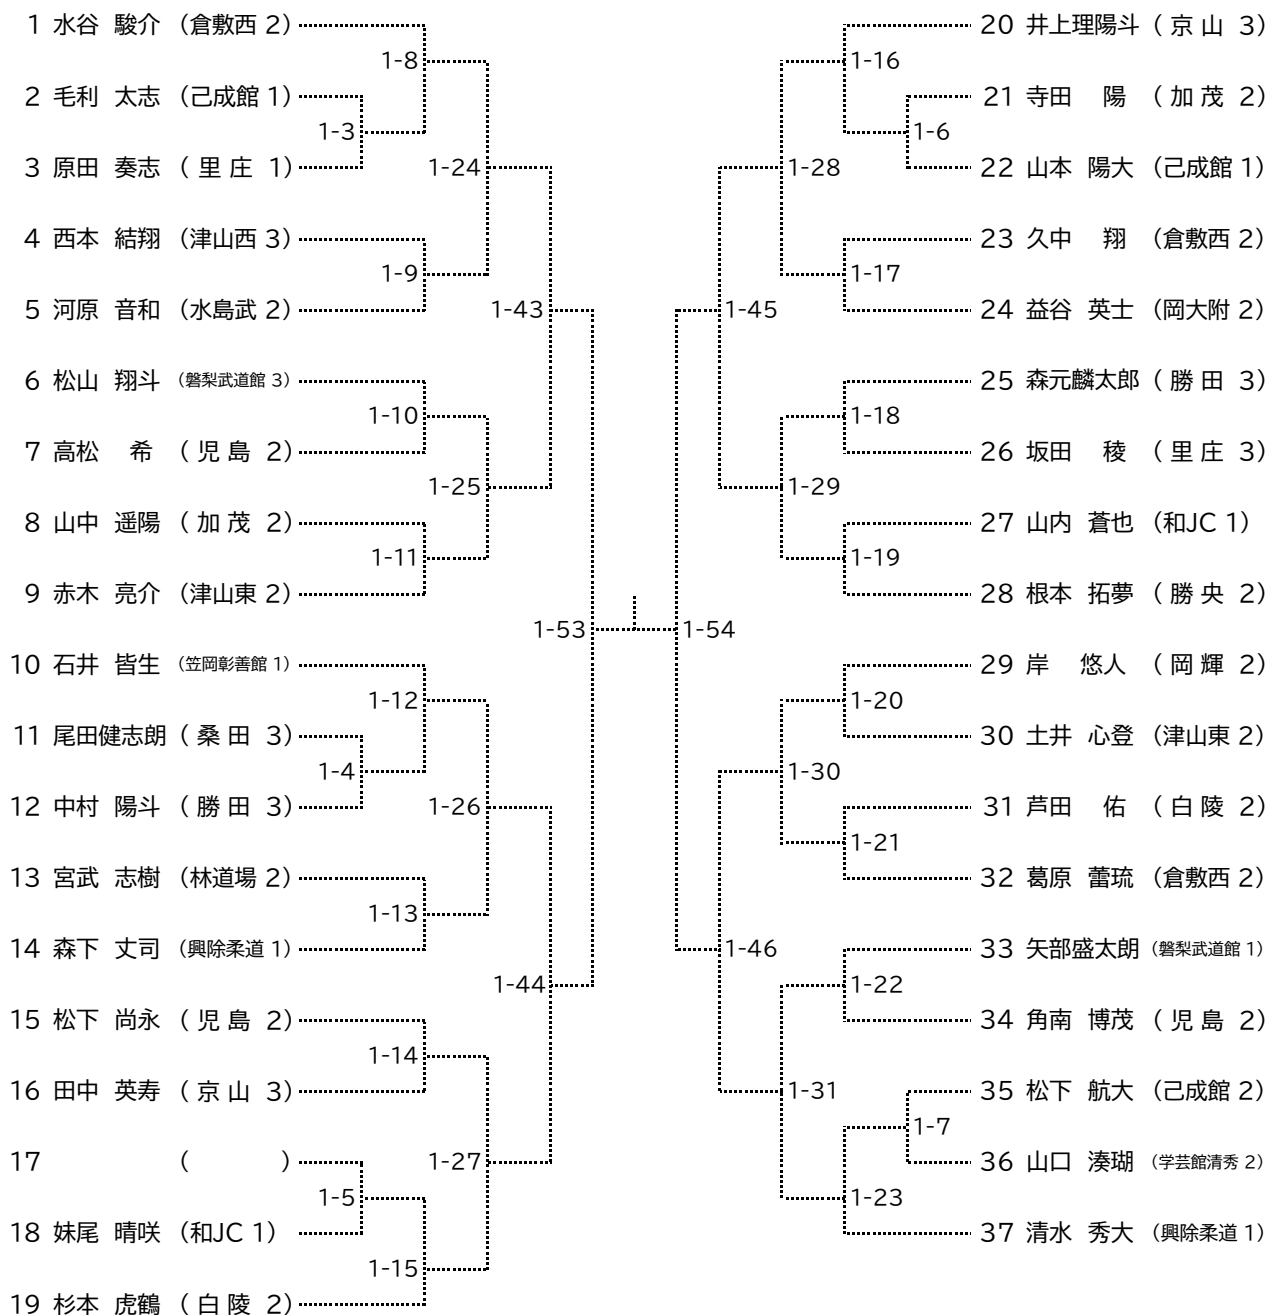 1 水谷 駿介 (倉敷西 2)
1-8
2 毛利 太志 (己成館 1)
1-3
3 原田 奏志 ( 里 庄 1)
1-24
4 西本 結翔 (津山西 3)
1-9
5 河原 音和 (水島武 2)
1-43
6 松山 翔斗 (磐梨武道館 3)
1-10
7 高松 希 ( 児 島 2)
1-25
8 山中 遥陽 ( 加 茂 2)
1-11
9 赤木 亮介 (津山東 2)
1-53
10 石井 皆生 (笠岡彰善館 1)
1-12
11 尾田健志朗 ( 桑 田 3)
1-4
12 中村 陽斗 ( 勝 田 3)
1-26
13 宮武 志樹 (林道場 2)
1-13
14 森下 丈司 (興除柔道 1)
1-44
15 松下 尚永 ( 児 島 2)
1-14
16 田中 英寿 ( 京 山 3)
17 ( )
1-27
1-5
18 妹尾 晴咲 (和JC 1)
1-15
19 杉本 虎鶴 ( 白 陵 2)
20 井上理陽斗 ( 京 山 3)
1-16
21 寺田 陽 ( 加 茂 2)
1-6
22 山本 陽大 (己成館 1)
1-28
23 久中 翔 (倉敷西 2)
1-17
24 益谷 英士 (岡大附 2)
1-45
25 森元麟太郎 ( 勝 田 3)
1-18
26 坂田 稜 ( 里 庄 3)
1-29
27 山内 蒼也 (和JC 1)
1-19
28 根本 拓夢 ( 勝 央 2)
1-54
29 岸 悠人 ( 岡 輝 2)
1-20
30 土井 心登 (津山東 2)
1-30
31 芦田 佑 ( 白 陵 2)
1-21
32 葛原 蕾琉 (倉敷西 2)
1-46
33 矢部盛太朗 (磐梨武道館 1)
1-22
34 角南 博茂 ( 児 島 2)
1-31
35 松下 航大 (己成館 2)
1-7
36 山口 湊瑚 (学芸館清秀 2)
1-23
37 清水 秀大 (興除柔道 1)